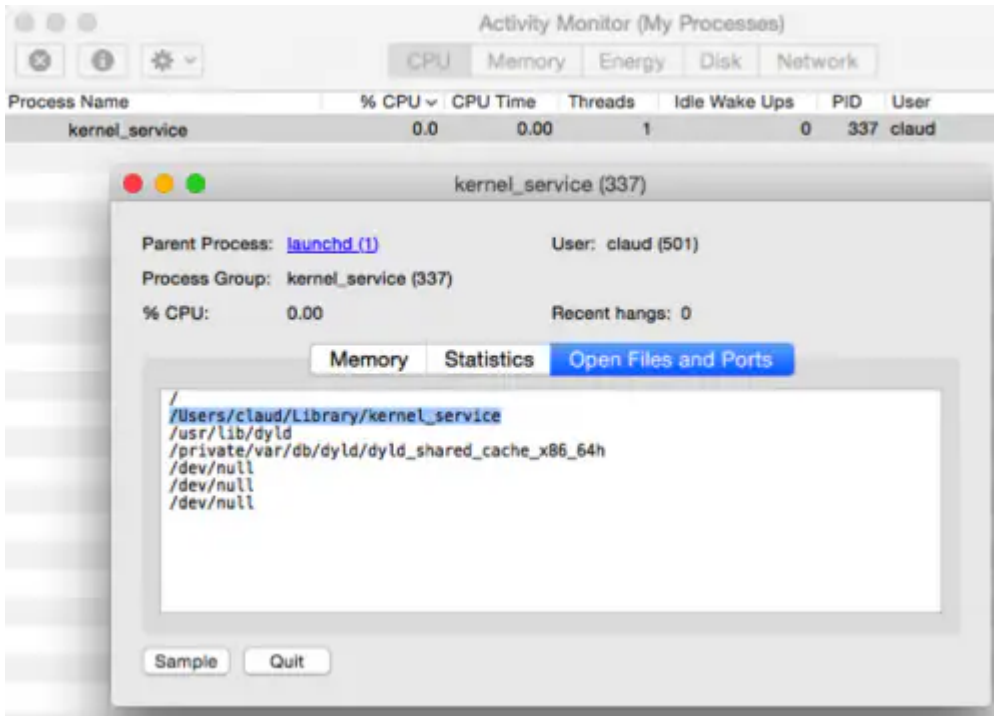 Activity Monitor (My Processes)
CPU Memory Energy Disk Network
Process Name % CPU CPU Time Threads Idle Wake Ups PID User
kernel_service 0.0 0.00 1 0 337 claud
kernel_service (337)
Parent Process: launchd (1) User: claud (501)
Process Group: kernel_service (337)
% CPU: 0.00 Recent hangs: 0
Memory Statistics Open Files and Ports
/
/Users/claud/Library/kernel_service
/usr/lib/dyld
/private/var/db/dyld/dyld_shared_cache_x86_64h
/dev/null
/dev/null
/dev/null
Sample Quit